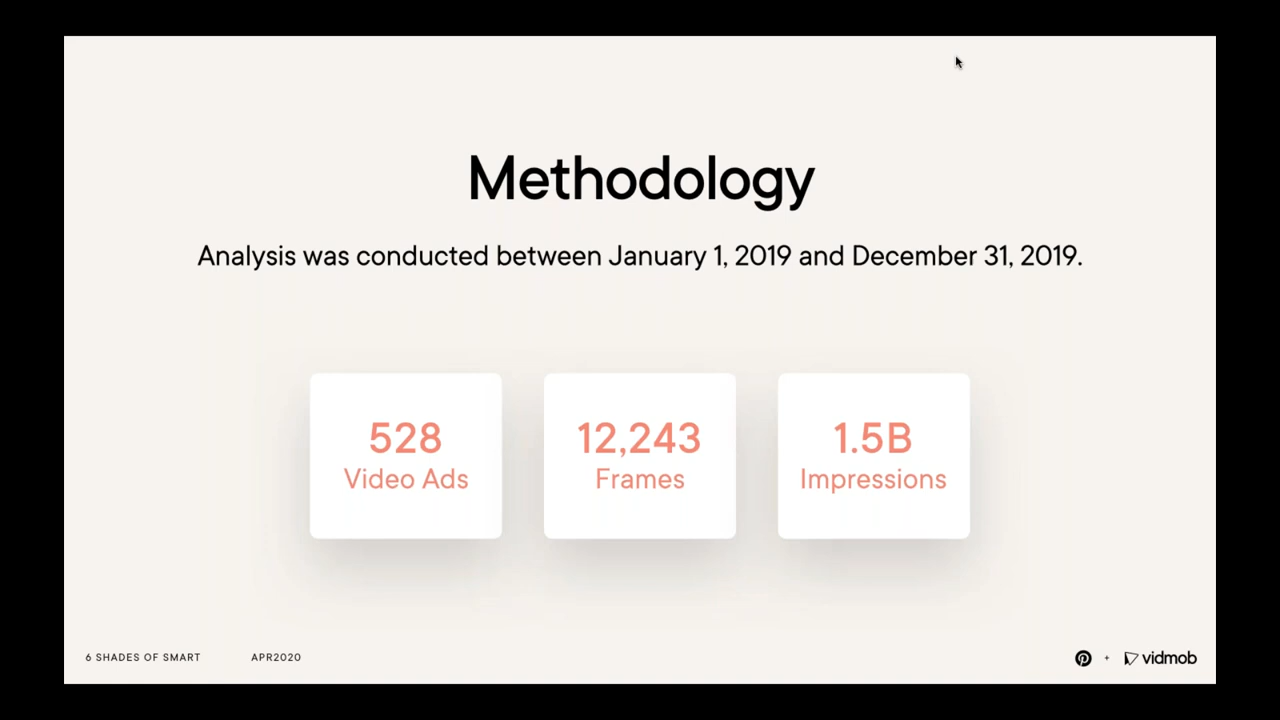 Methodology
Analysis was conducted between January 1, 2019 and December 31, 2019.
528
Video Ads
12,243
Frames
1.5B
Impressions
6 SHADES OF SMART
APR2020
+
vidmob